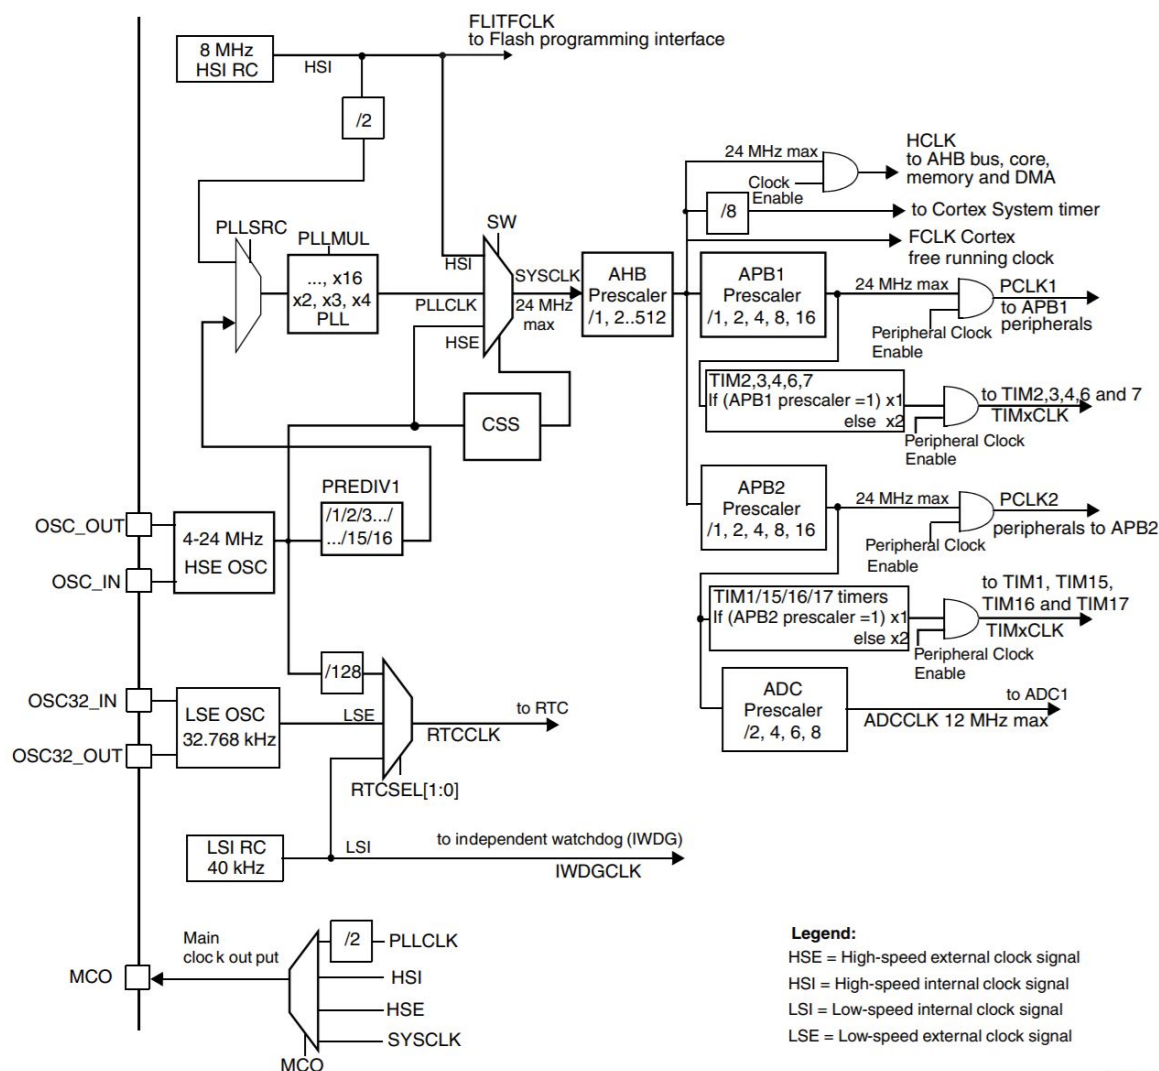 FLITFCLK
to Flash programming interface
8 MHz
HSI RC
HSI
/2
HCLK
to AHB bus, core,
memory and DMA
24 MHz max
Clock
Enable
/8
to Cortex System timer
FCLK Cortex
free running clock
PLLSRC
PLLMUL
SW
..., x16
x2, x3, x4
PLL
HSI
PLLCLK
HSE
SYSCLK
24 MHz
max
AHB
Prescaler
/1, 2..512
APB1
Prescaler
/1, 2, 4, 8, 16
24 MHz max
PCLK1
to APB1
peripherals
Peripheral Clock
Enable
TIM2,3,4,6,7
If (APB1 prescaler =1) x1
else x2
to TIM2,3,4,6 and 7
TIMxCLK
Peripheral Clock
Enable
CSS
PREDIV1
/1/2/3.../
.../15/16
OSC_OUT
OSC_IN
4-24 MHz
HSE OSC
APB2
Prescaler
/1, 2, 4, 8, 16
24 MHz max
PCLK2
peripherals to APB2
Peripheral Clock
Enable
TIM1/15/16/17 timers
If (APB2 prescaler =1) x1
else x2
to TIM1, TIM15,
TIM16 and TIM17
TIMxCLK
Peripheral Clock
Enable
/128
OSC32_IN
OSC32_OUT
LSE OSC
32.768 kHz
LSE
to RTC
RTCCLK
RTCSEL[1:0]
ADC
Prescaler
/2, 4, 6, 8
to ADC1
ADCCLK 12 MHz max
LSI RC
40 kHz
LSI
to independent watchdog (IWDG)
IWDGCLK
MCO
Main
clock output
/2
PLLCLK
HSI
HSE
SYSCLK
MCO
Legend:
HSE = High-speed external clock signal
HSI = High-speed internal clock signal
LSI = Low-speed internal clock signal
LSE = Low-speed external clock signal